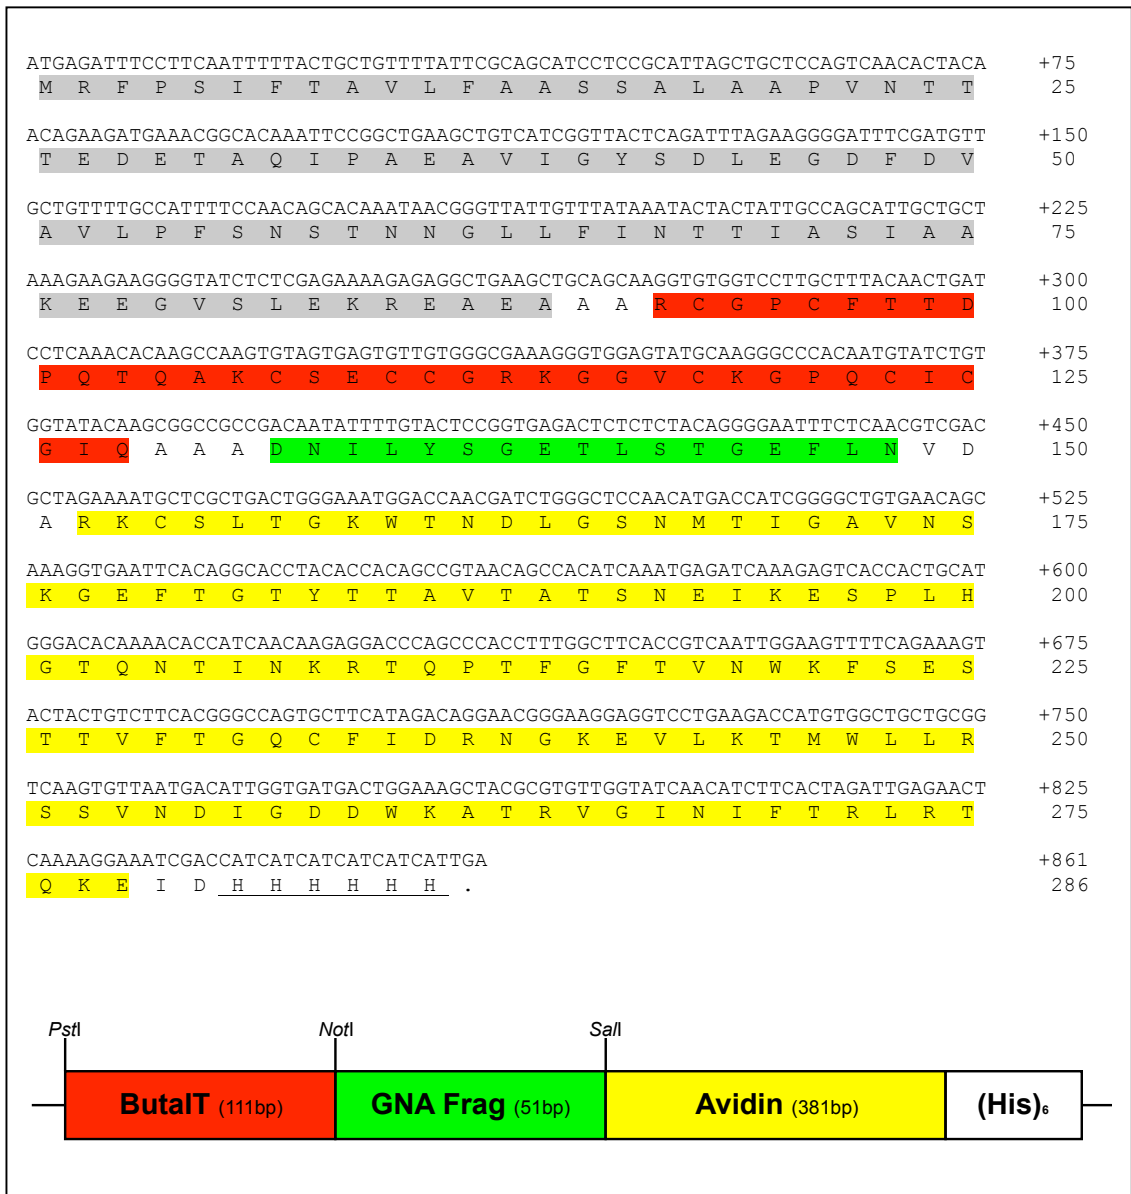 ATGAGATTTCCTTCAATTTTTACTGCTGTTTTATTCGCAGCATCCTCCGCATTAGCTGCTCCAGTCAACACTACA +75
M R F P S I F T A V L F A A S S A L A A P V N T T 25
ACAGAAGATGAAACGGCACAAATTCCGGCTGAAGCTGTCATCGGTTACTCAGATTTAGAAGGGGATTTCGATGTT +150
T E D E T A Q I P A E A V I G Y S D L E G D F D V 50
GCTGTTTTGCCATTTTCCAACAGCACAAATAACGGGTTATTGTTTATAAATACTACTATTGCCAGCATTGCTGCT +225
A V L P F S N S T N N G L L F I N T T I A S I A A 75
AAAGAAGAAGGGGTATCTCTCGAGAAAAGAGAGGCTGAAGCTGCAGCAAGGTGTGGTCCTTGCTTTACAACTGAT +300
K E E G V S L E K R E A E A A A R C G P C F T T D 100
CCTCAAACACAAGCCAAGTGTAGTGAGTGTTGTGGGCGAAAGGGTGGAGTATGCAAGGGCCCACAATGTATCTGT +375
P Q T Q A K C S E C C G R K G G V C K G P Q C I C 125
GGTATACAAGCGGCCGCCGACAATATTTTGTACTCCGGTGAGACTCTCTCTACAGGGGAATTTCTCAACGTCGAC +450
G I Q A A A D N I L Y S G E T L S T G E F L N V D 150
GCTAGAAAATGCTCGCTGACTGGGAAATGGACCAACGATCTGGGCTCCAACATGACCATCGGGGCTGTGAACAGC +525
A R K C S L T G K W T N D L G S N M T I G A V N S 175
AAAGGTGAATTCACAGGCACCTACACCACAGCCGTAACAGCCACATCAAATGAGATCAAAGAGTCACCACTGCAT +600
K G E F T G T Y T T A V T A T S N E I K E S P L H 200
GGGACACAAAACACCATCAACAAGAGGACCCAGCCCACCTTTGGCTTCACCGTCAATTGGAAGTTTTCAGAAAGT +675
G T Q N T I N K R T Q P T F G F T V N W K F S E S 225
ACTACTGTCTTCACGGGCCAGTGCTTCATAGACAGGAACGGGAAGGAGGTCCTGAAGACCATGTGGCTGCTGCGG +750
T T V F T G Q C F I D R N G K E V L K T M W L L R 250
TCAAGTGTTAATGACATTGGTGATGACTGGAAAGCTACGCGTGTTGGTATCAACATCTTCACTAGATTGAGAACT +825
S S V N D I G D D W K A T R V G I N I F T R L R T 275
CAAAAGGAAATCGACCATCATCATCATCATCATTGA +861
Q K E I D H H H H H H . 286
PstI NotI SalI
ButaIT (111bp) GNA Frag (51bp) Avidin (381bp) (His)₆